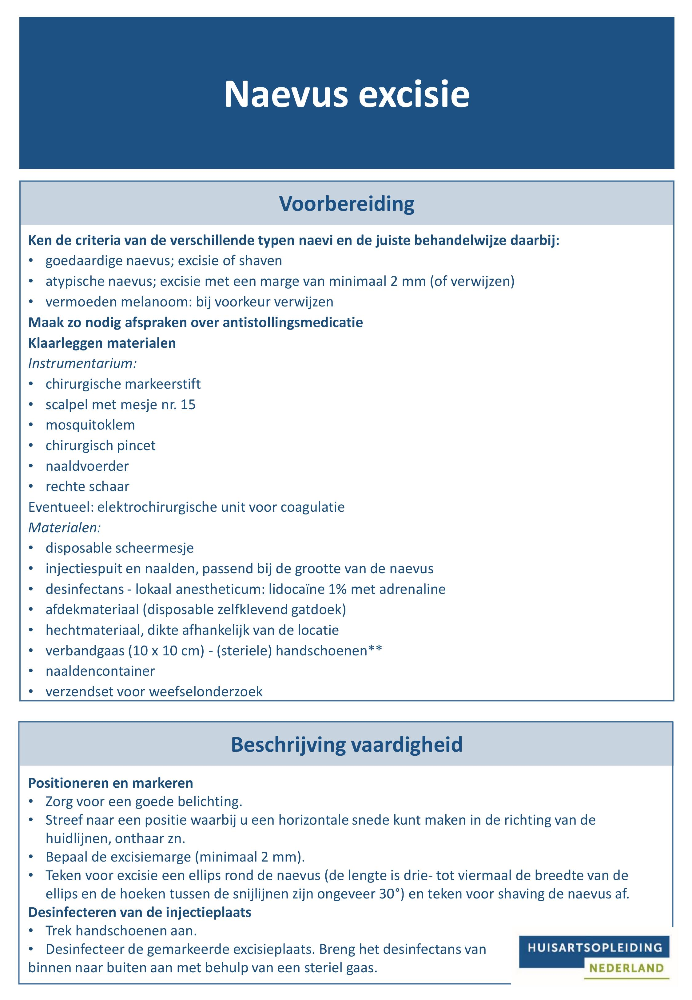 Naevus excisie
Voorbereiding
Ken de criteria van de verschillende typen naevi en de juiste behandelwijze daarbij:
• goedaardige naevus; excisie of shaven
• atypische naevus; excisie met een marge van minimaal 2 mm (of verwijzen)
• vermoeden melanoom: bij voorkeur verwijzen
Maak zo nodig afspraken over antistollingsmedicatie
Klaarleggen materialen
Instrumentarium:
• chirurgische markeerstift
• scalpel met mesje nr. 15
• mosquitoklem
• chirurgisch pincet
• naaldvoerder
• rechte schaar
Eventueel: elektrochirurgische unit voor coagulatie
Materialen:
• disposable scheermesje
• injectiespuit en naalden, passend bij de grootte van de naevus
• desinfectans - lokaal anestheticum: lidocaïne 1% met adrenaline
• afdekmateriaal (disposable zelfklevend gatdoek)
• hechtmateriaal, dikte afhankelijk van de locatie
• verbandgaas (10 x 10 cm) - (steriele) handschoenen**
• naaldencontainer
• verzendset voor weefselonderzoek
Beschrijving vaardigheid
Positioneren en markeren
• Zorg voor een goede belichting.
• Streef naar een positie waarbij u een horizontale snede kunt maken in de richting van de
huidlijnen, onthaar zn.
• Bepaal de excisiemarge (minimaal 2 mm).
• Teken voor excisie een ellips rond de naevus (de lengte is drie- tot viermaal de breedte van de
ellips en de hoeken tussen de snijlijnen zijn ongeveer 30°) en teken voor shaving de naevus af.
Desinfecteren van de injectieplaats
• Trek handschoenen aan.
• Desinfecteer de gemarkeerde excisieplaats. Breng het desinfectans van
binnen naar buiten aan met behulp van een steriel gaas.
HUISARTSOPLEIDING
NEDERLAND